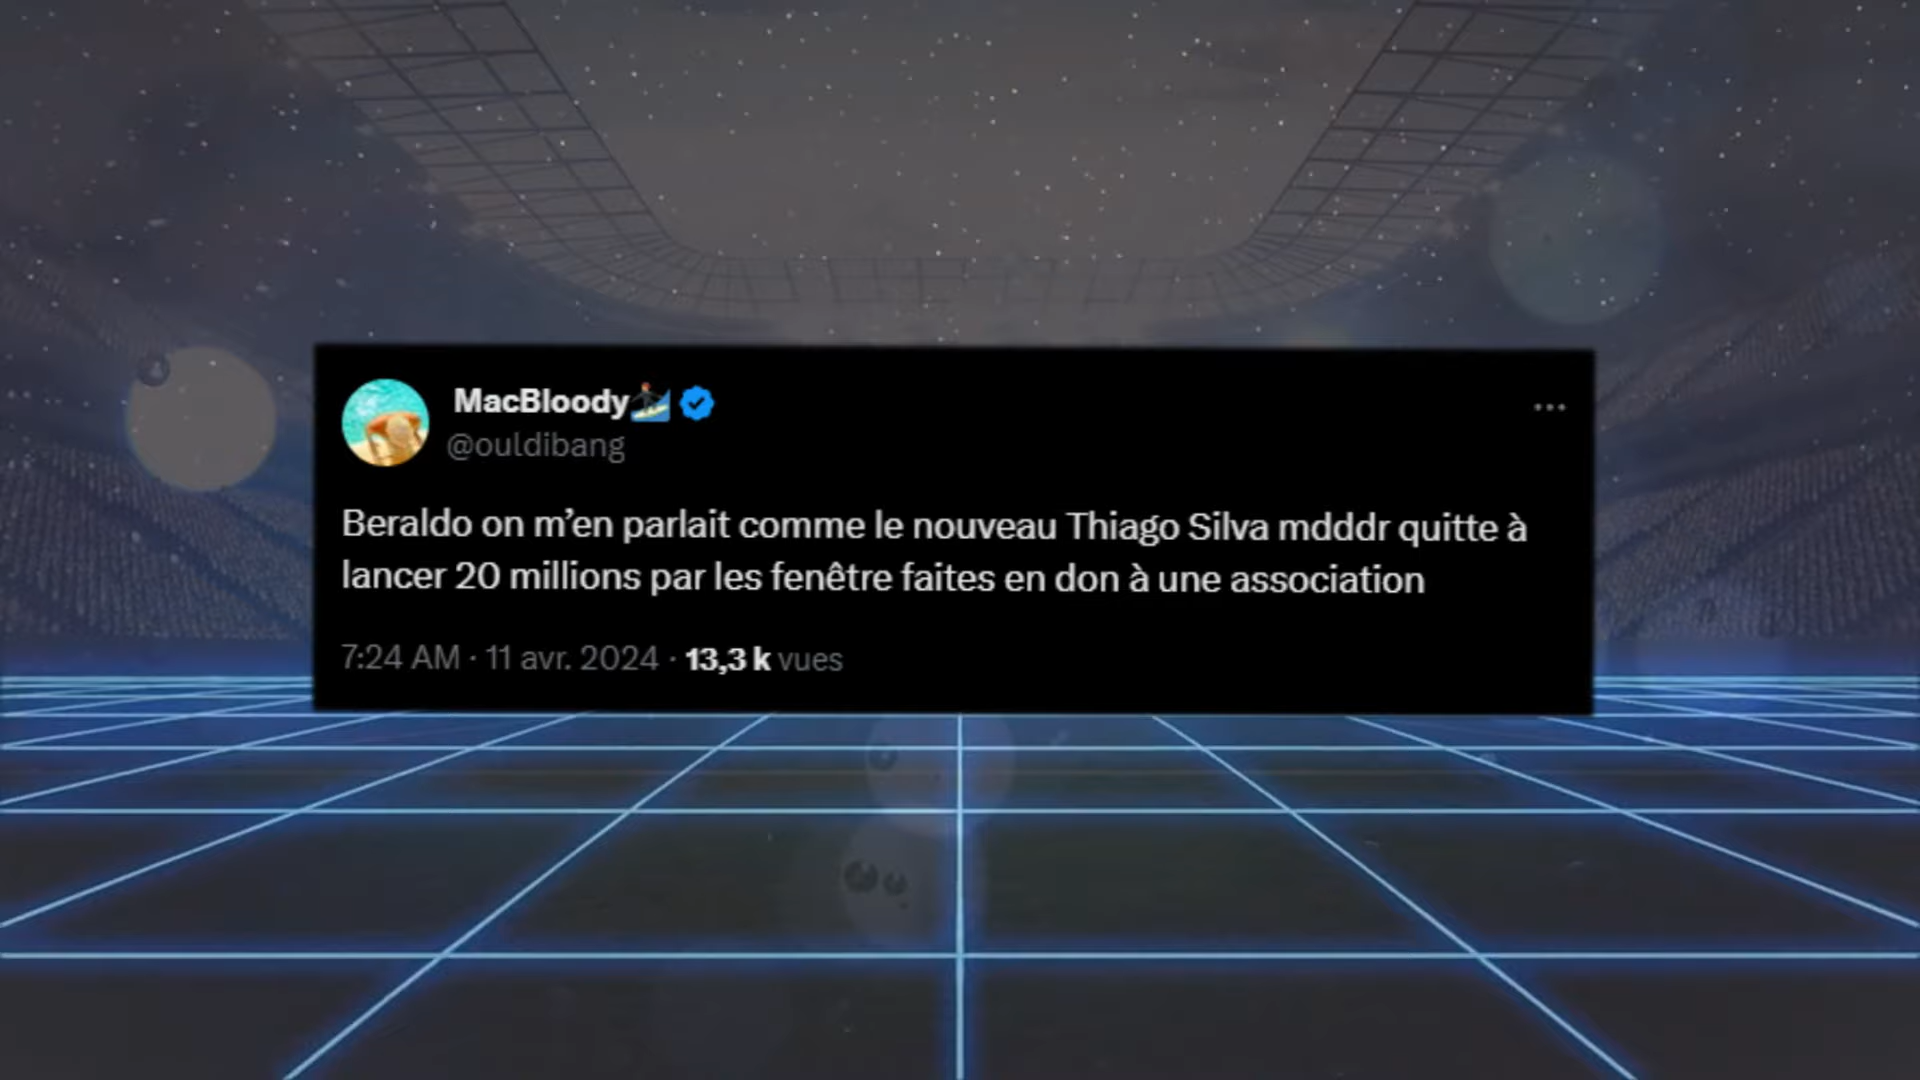 MacBloody🏄🏽‍♂️
@ouldibang
Beraldo on m’en parlait comme le nouveau Thiago Silva mdddr quitte à
lancer 20 millions par les fenêtre faites en don à une association
7:24 AM · 11 avr. 2024 · 13,3 k vues